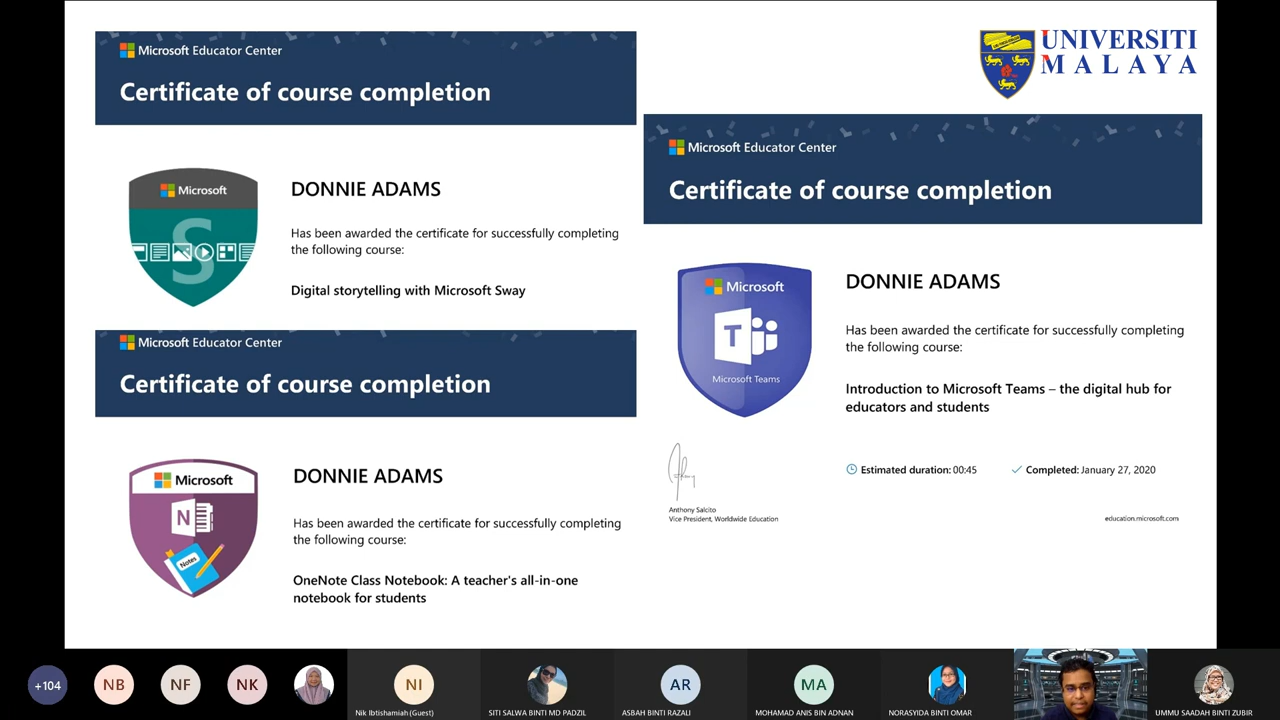 Microsoft Educator Center
Certificate of course completion
Microsoft
S
DONNIE ADAMS
Has been awarded the certificate for successfully completing
the following course:
Digital storytelling with Microsoft Sway
Microsoft Educator Center
Certificate of course completion
Microsoft
N
Notes
DONNIE ADAMS
Has been awarded the certificate for successfully completing
the following course:
OneNote Class Notebook: A teacher's all-in-one
notebook for students
UNIVERSITI
MALAYA
Microsoft Educator Center
Certificate of course completion
Microsoft
T
Microsoft Teams
DONNIE ADAMS
Has been awarded the certificate for successfully completing
the following course:
Introduction to Microsoft Teams – the digital hub for
educators and students
Estimated duration: 00:45
Completed: January 27, 2020
Anthony Salcito
Vice President, Worldwide Education
education.microsoft.com
+104
NB
NF
NK
NI
Nik Ibtishamiah (Guest)
SITI SALWA BINTI MD PADZIL
AR
ASBAH BINTI RAZALI
MA
MOHAMAD ANIS BIN ADNAN
NORASYIDA BINTI OMAR
UMMU SAADAH BINTI ZUBIR